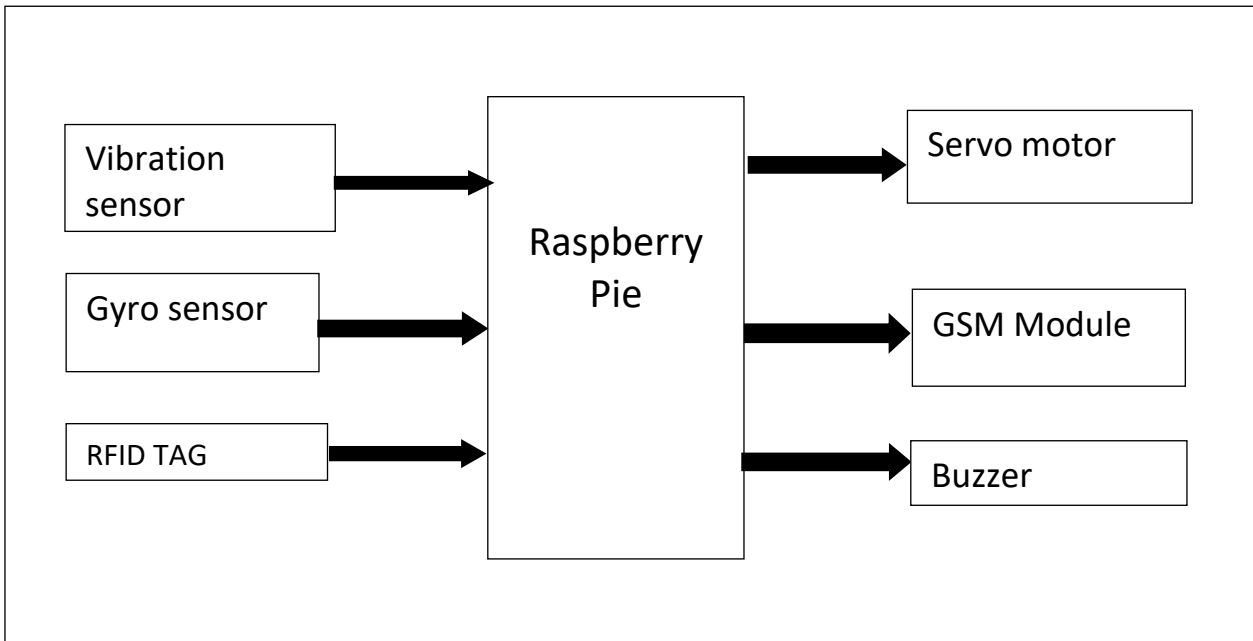 Vibration
sensor
Gyro sensor
RFID TAG
Raspberry
Pie
Servo motor
GSM Module
Buzzer